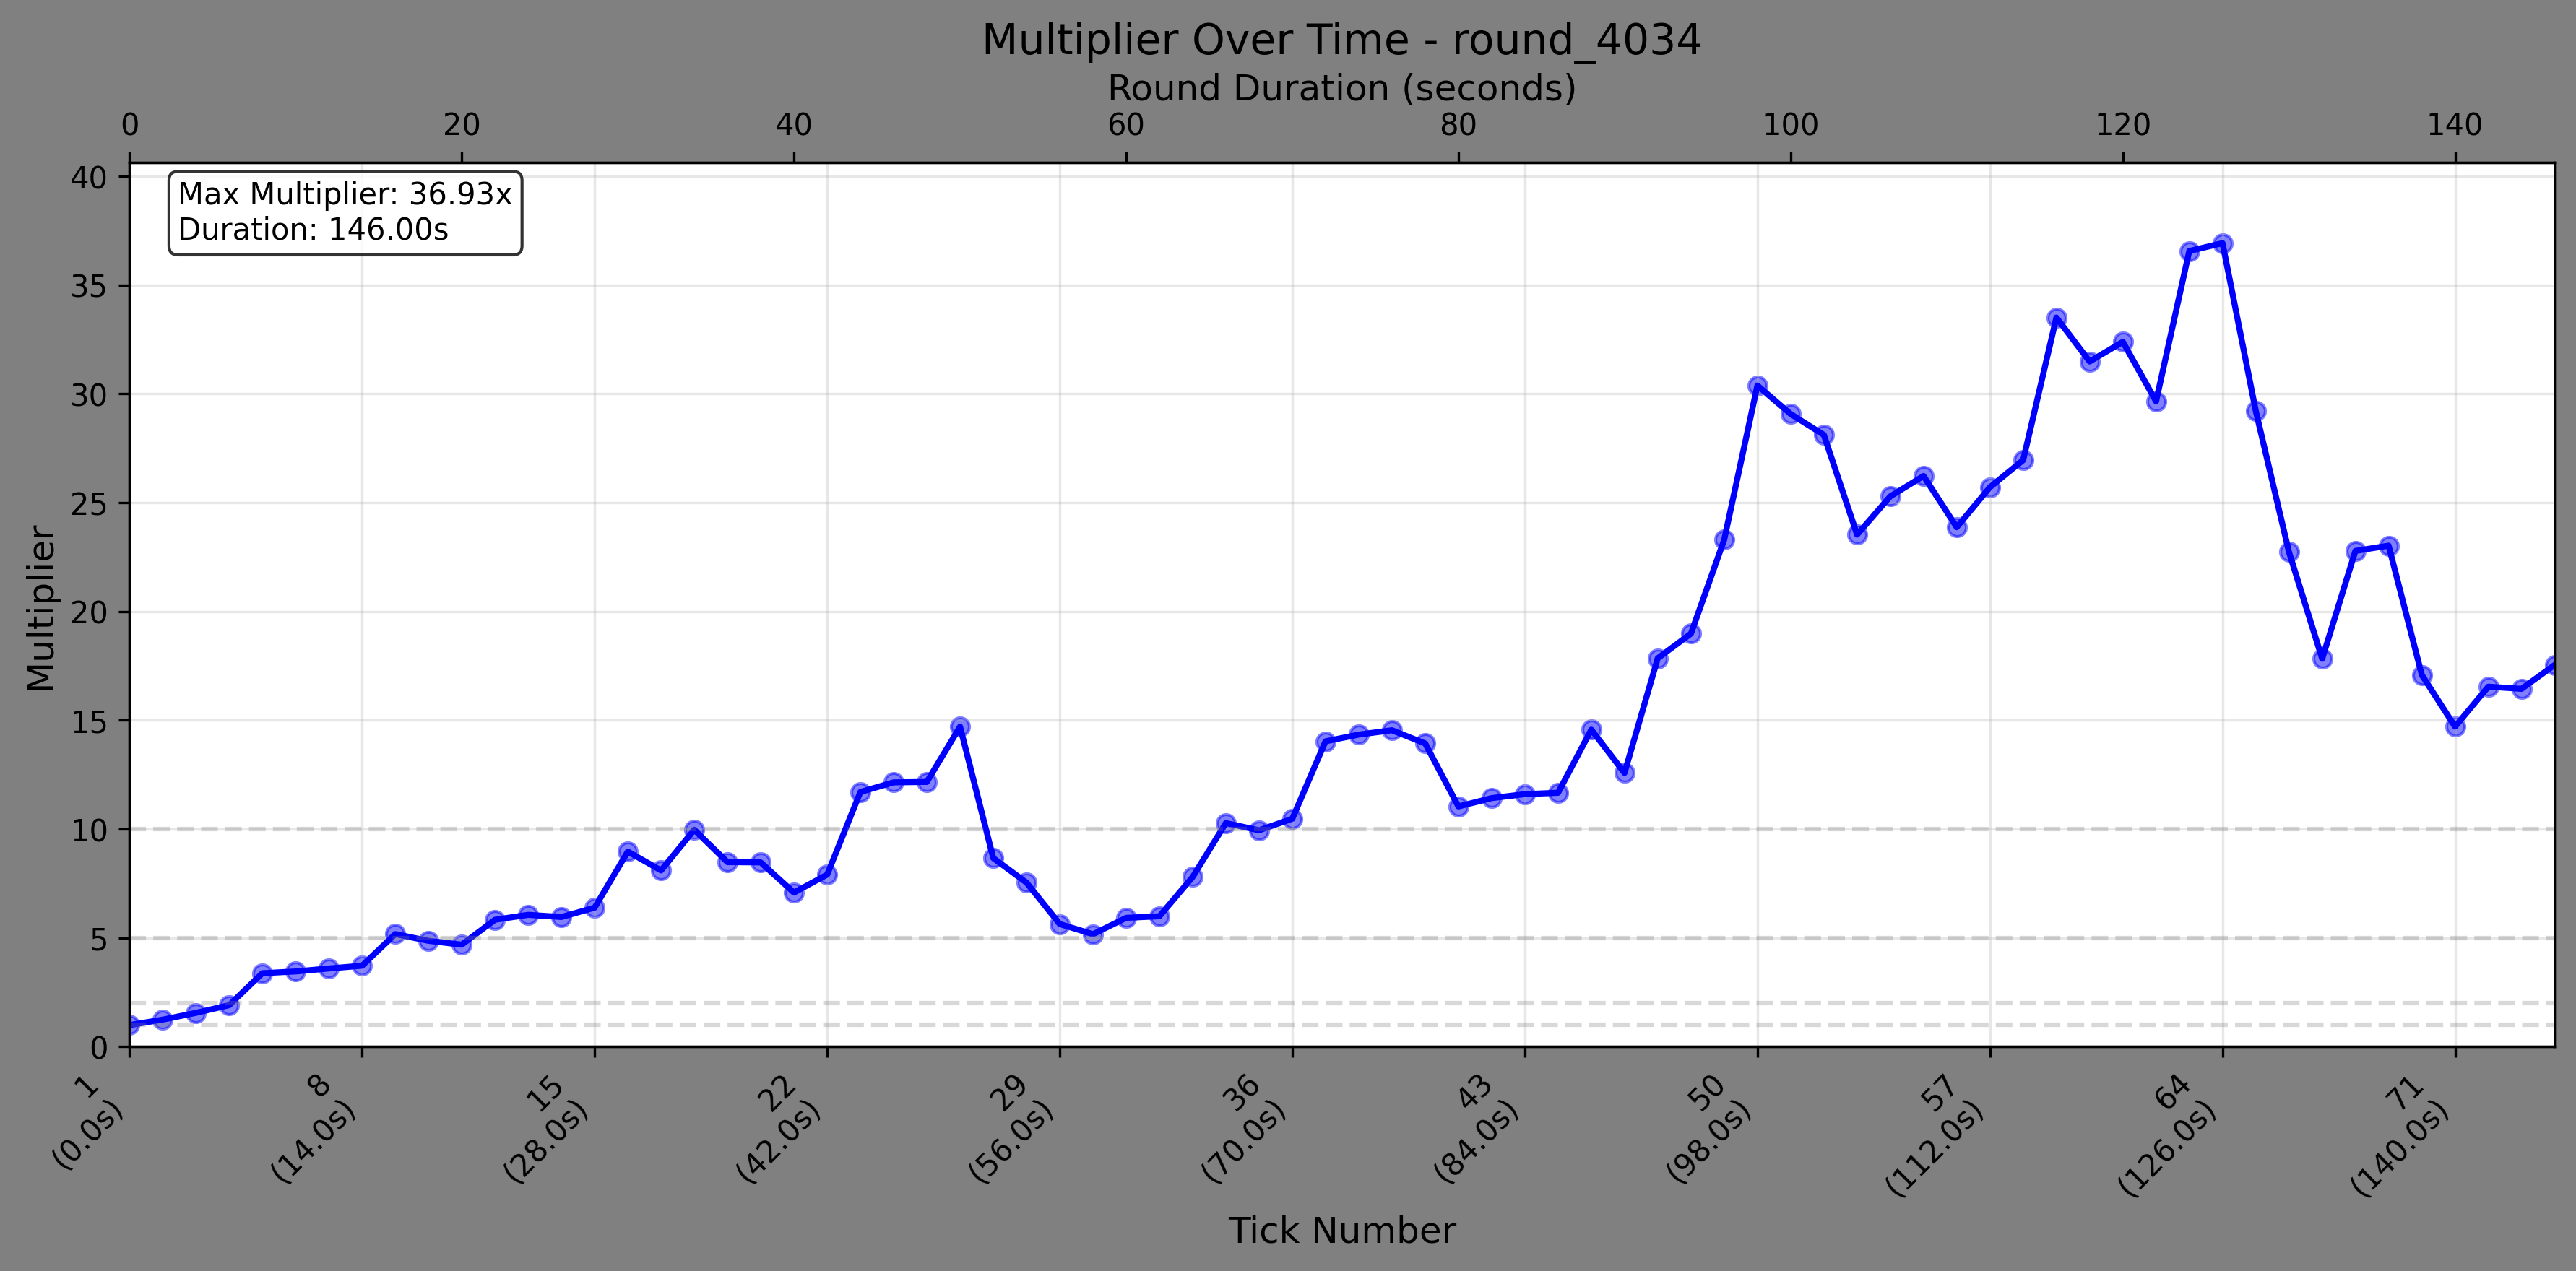 Multiplier Over Time - round_4034
Round Duration (seconds)
0 20 40 60 80 100 120 140
Max Multiplier: 36.93x
Duration: 146.00s
Multiplier
40
35
30
25
20
15
10
5
0
1
(0.0s)
8
(14.0s)
15
(28.0s)
22
(42.0s)
29
(56.0s)
36
(70.0s)
43
(84.0s)
50
(98.0s)
57
(112.0s)
64
(126.0s)
71
(140.0s)
Tick Number